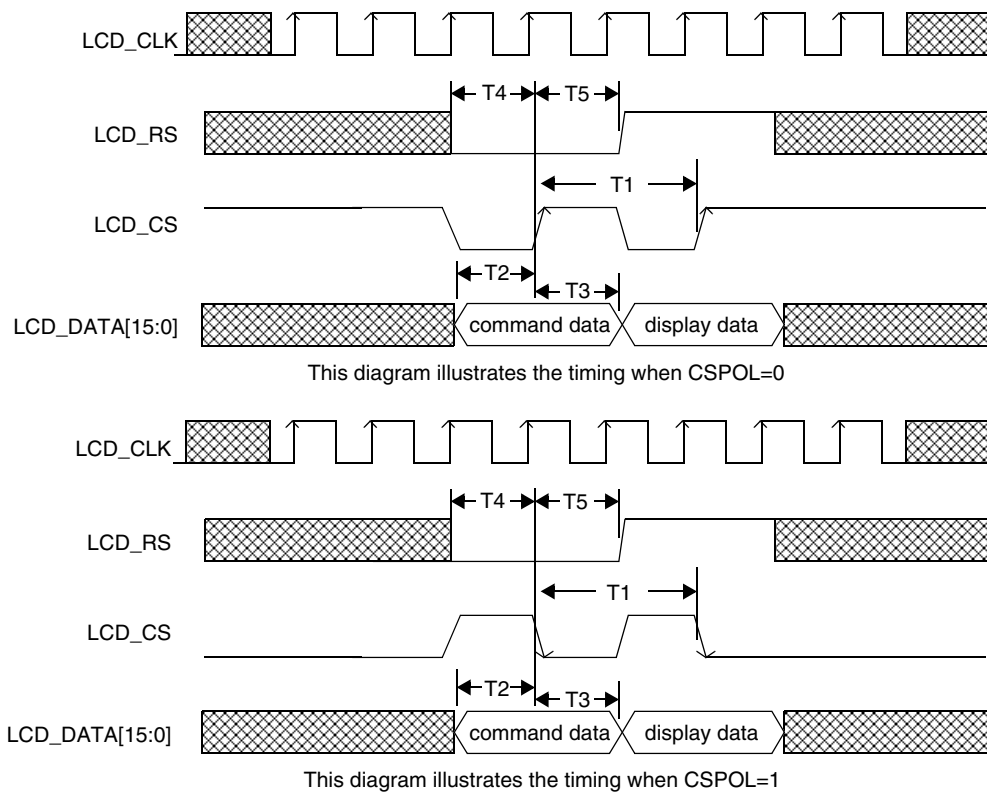 LCD_CLK
T4 T5
LCD_RS
T1
LCD_CS
T2
T3
LCD_DATA[15:0] command data display data
This diagram illustrates the timing when CSPOL=0
LCD_CLK
T4 T5
LCD_RS
T1
LCD_CS
T2
T3
LCD_DATA[15:0] command data display data
This diagram illustrates the timing when CSPOL=1